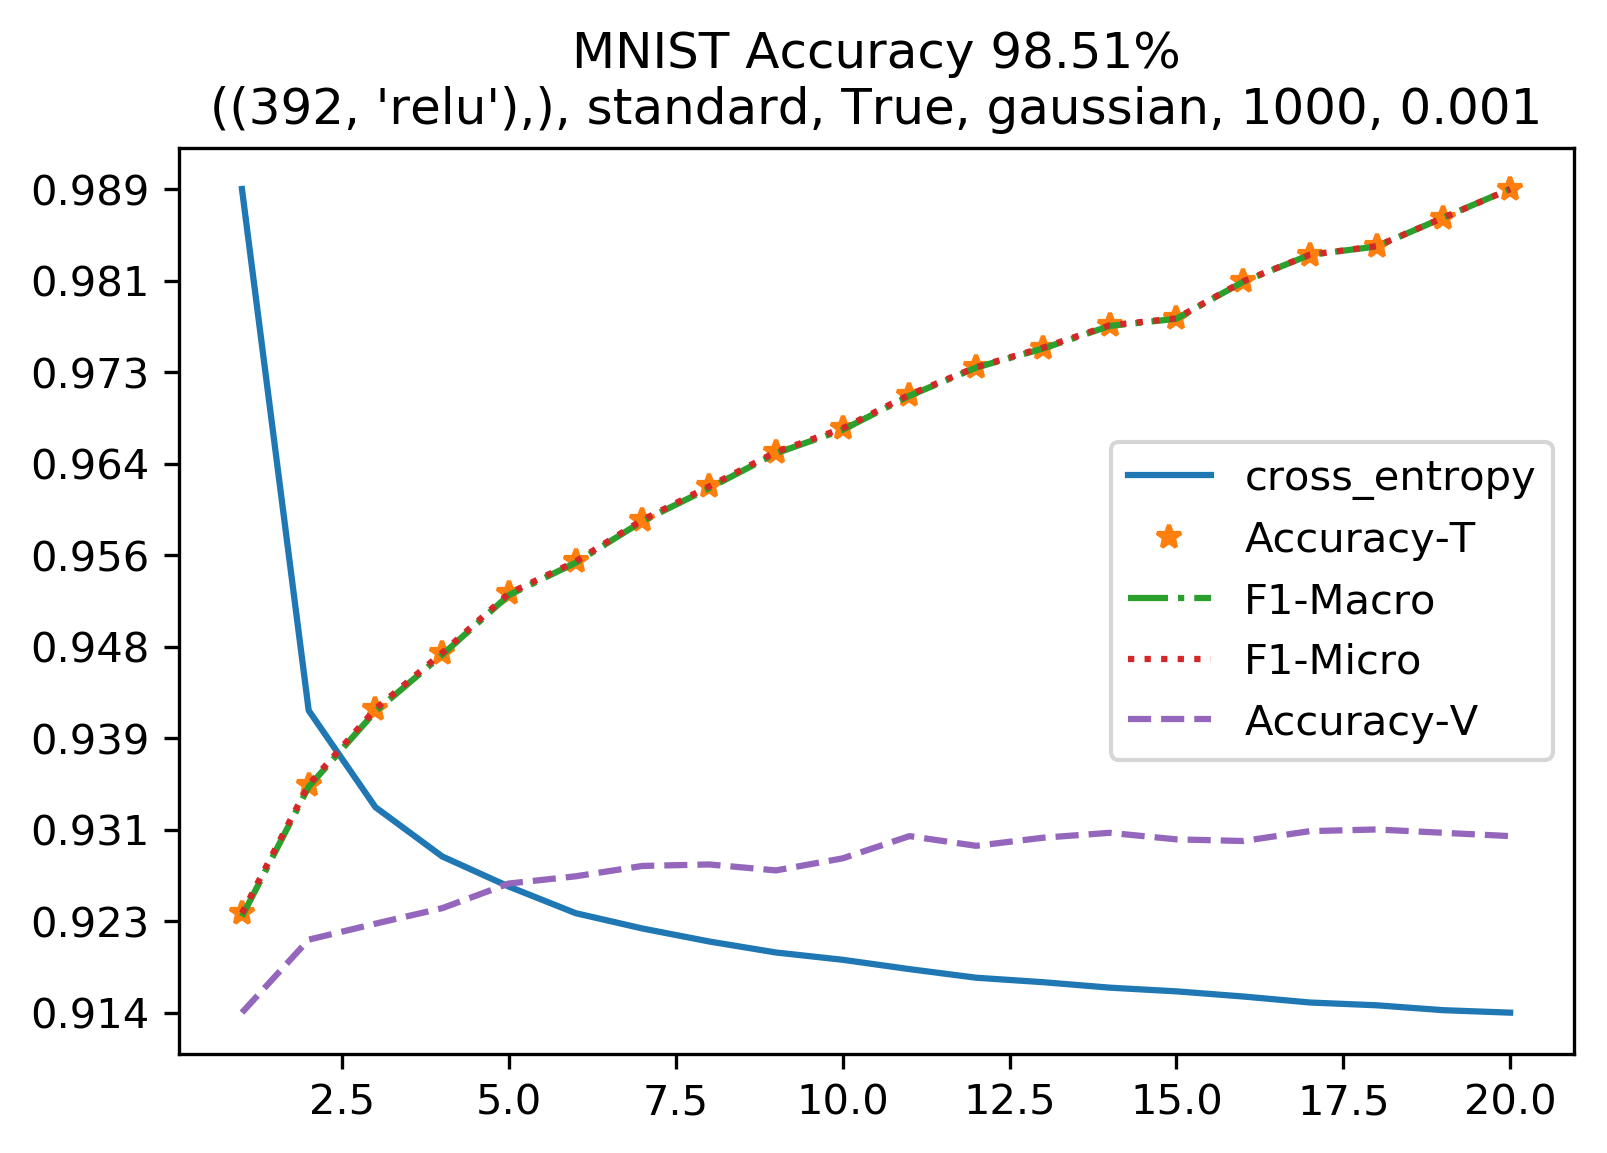 MNIST Accuracy 98.51%
((392, 'relu'),), standard, True, gaussian, 1000, 0.001
0.989
0.981
0.973
0.964
0.956
0.948
0.939
0.931
0.923
0.914
cross_entropy
Accuracy-T
F1-Macro
F1-Micro
Accuracy-V
2.5 5.0 7.5 10.0 12.5 15.0 17.5 20.0